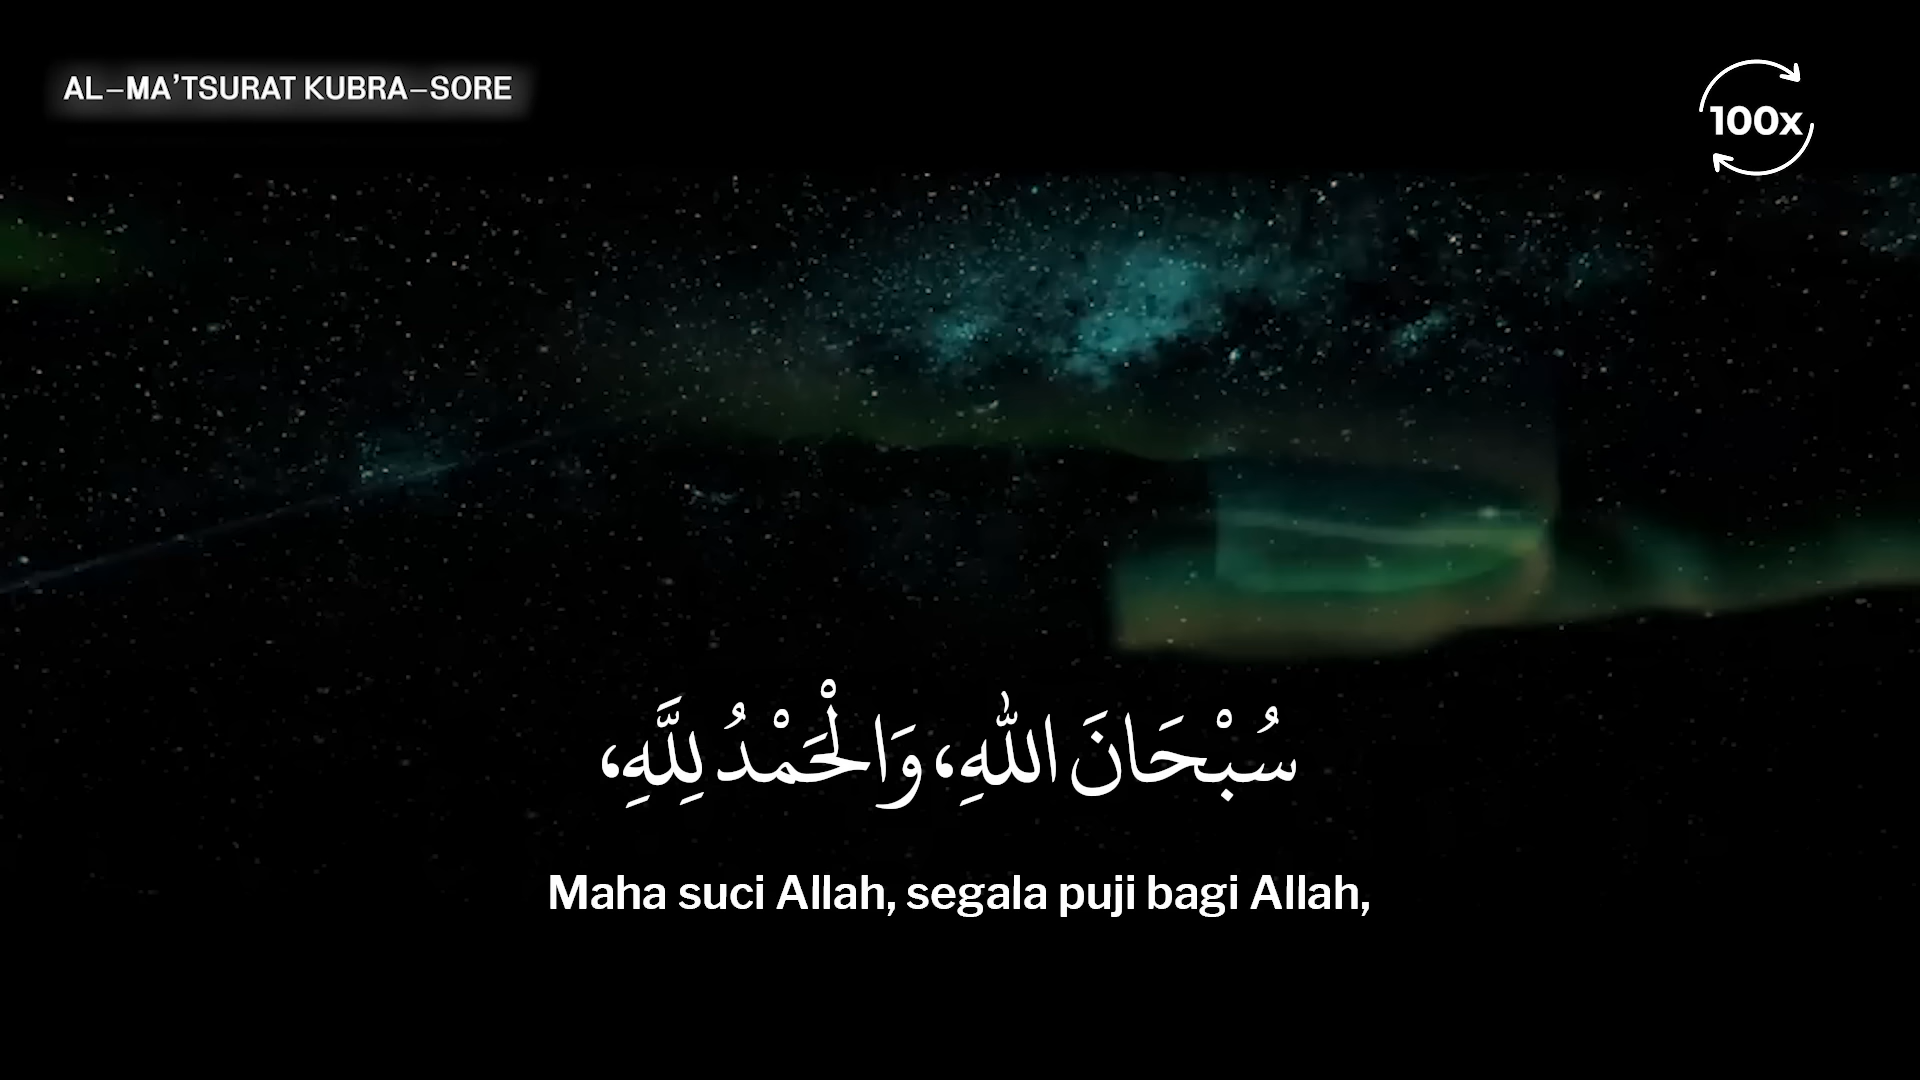 AL–MA’TSURAT KUBRA–SORE
100x
سُبْحَانَ اللهِ، وَالْحَمْدُ لِلَّهِ،
Maha suci Allah, segala puji bagi Allah,